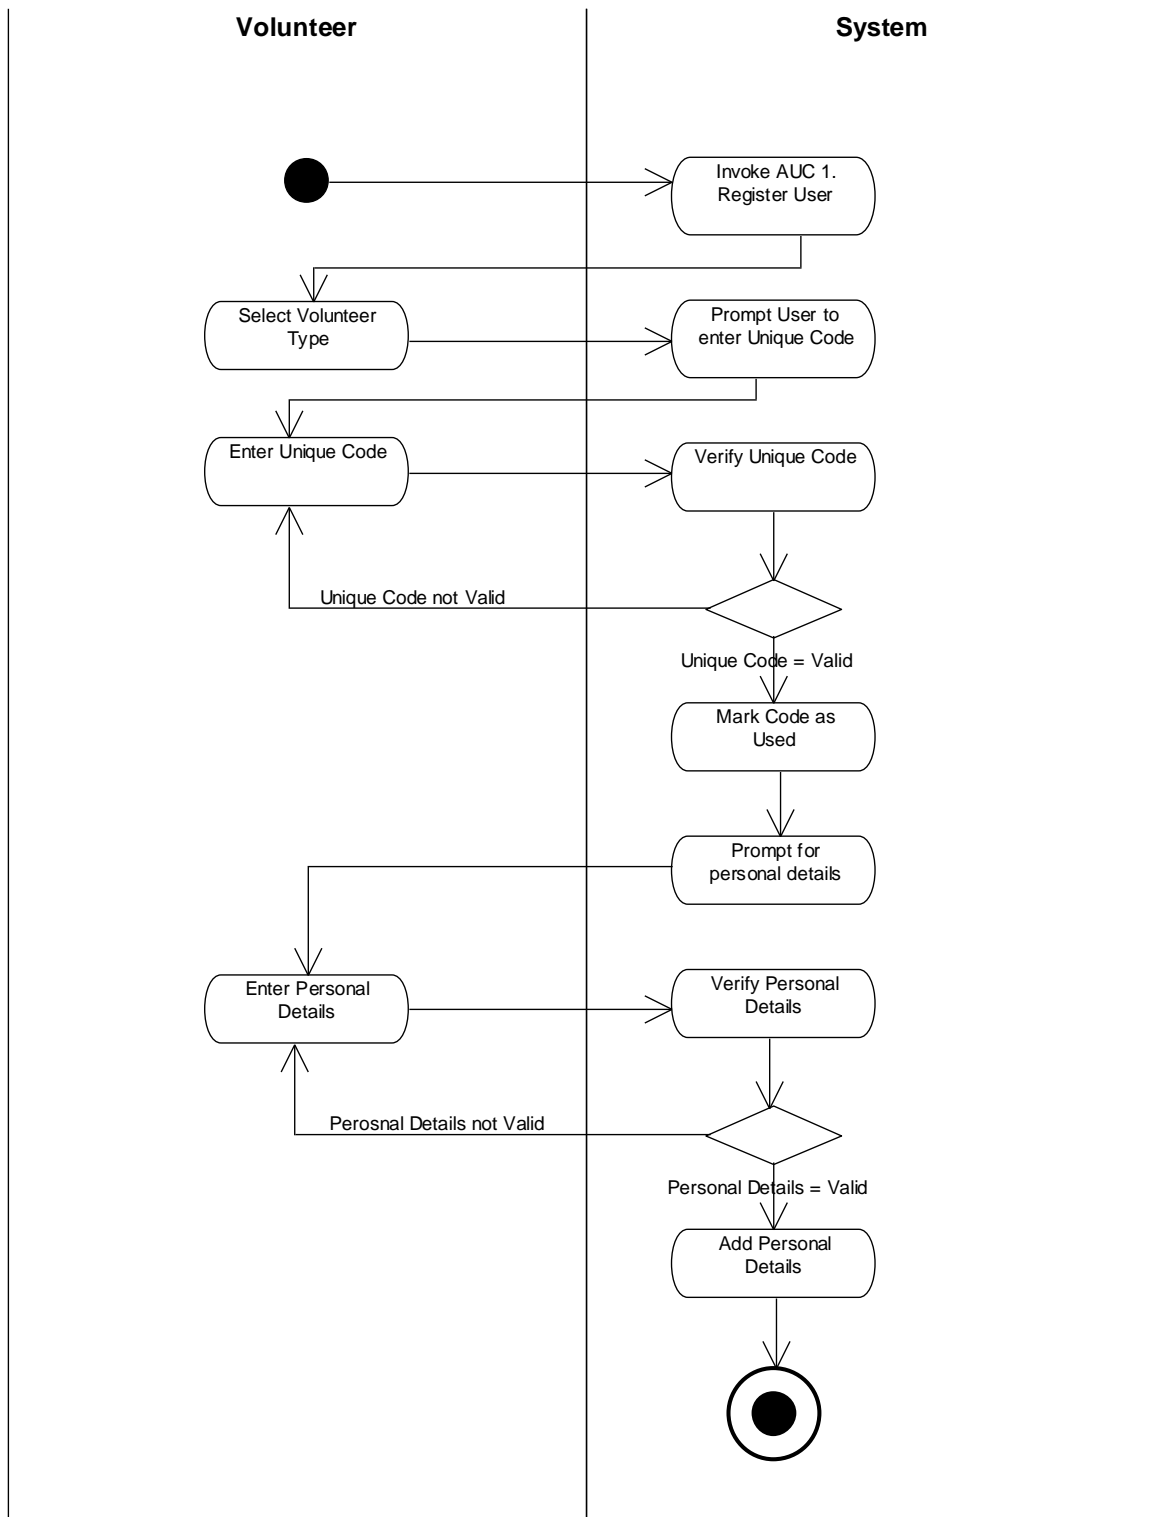 Volunteer
System
Invoke AUC 1.
Register User
Select Volunteer
Type
Prompt User to
enter Unique Code
Enter Unique Code
Verify Unique Code
Unique Code not Valid
Unique Code = Valid
Mark Code as
Used
Prompt for
personal details
Enter Personal
Details
Verify Personal
Details
Perosnal Details not Valid
Personal Details = Valid
Add Personal
Details